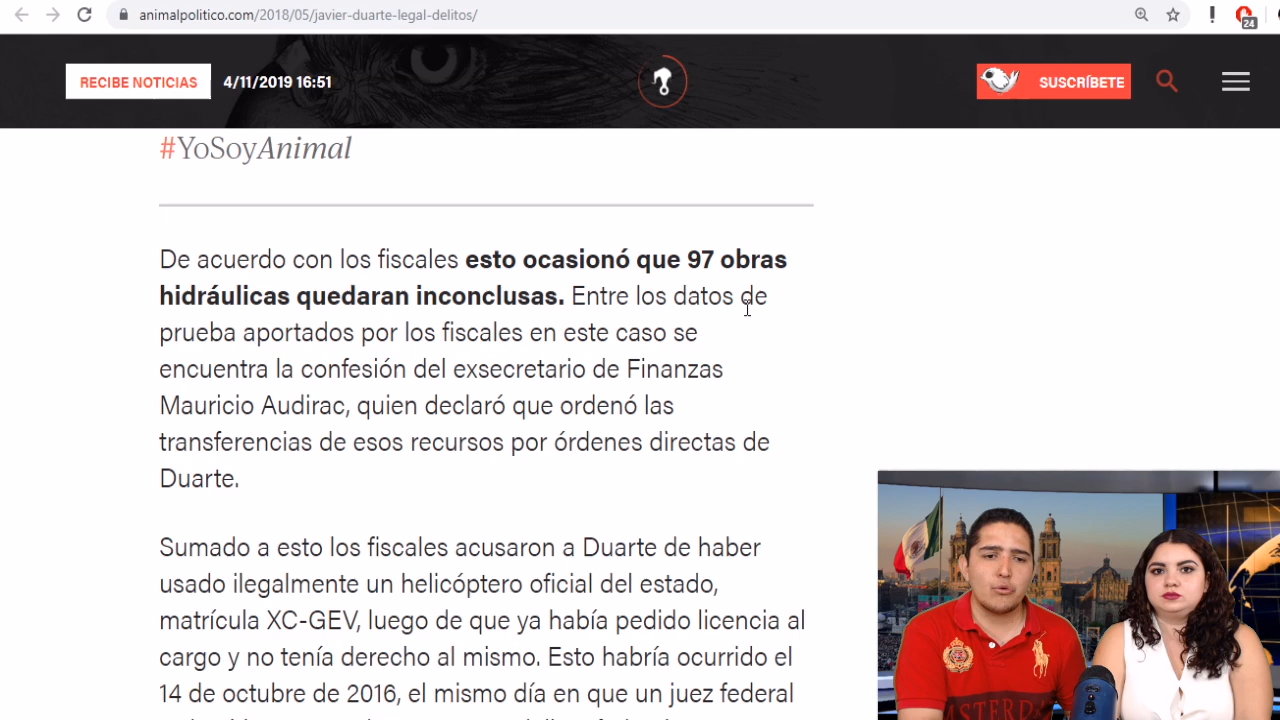 animalpolitico.com/2018/05/javier-duarte-legal-delitos/
24
RECIBE NOTICIAS
4/11/2019 16:51
SUSCRÍBETE
#YoSoyAnimal
De acuerdo con los fiscales esto ocasionó que 97 obras
hidráulicas quedaran inconclusas. Entre los datos de
prueba aportados por los fiscales en este caso se
encuentra la confesión del exsecretario de Finanzas
Mauricio Audirac, quien declaró que ordenó las
transferencias de esos recursos por órdenes directas de
Duarte.
Sumado a esto los fiscales acusaron a Duarte de haber
usado ilegalmente un helicóptero oficial del estado,
matrícula XC-GEV, luego de que ya había pedido licencia al
cargo y no tenía derecho al mismo. Esto habría ocurrido el
14 de octubre de 2016, el mismo día en que un juez federal